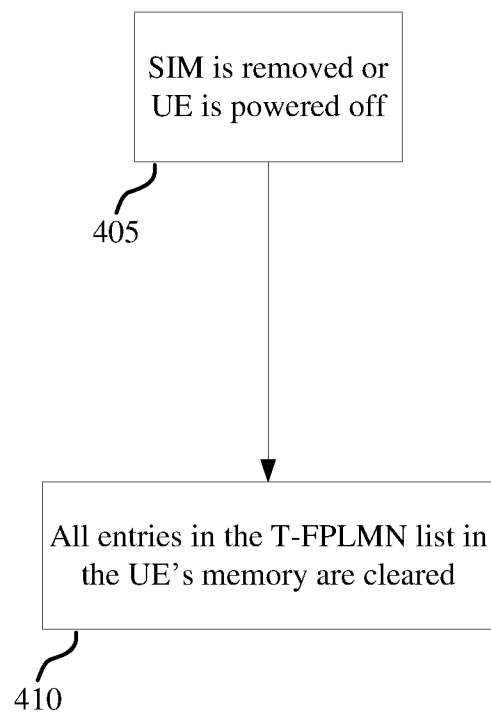 SIM is removed or
UE is powered off
405
All entries in the T-FPLMN list in
the UE's memory are cleared
410